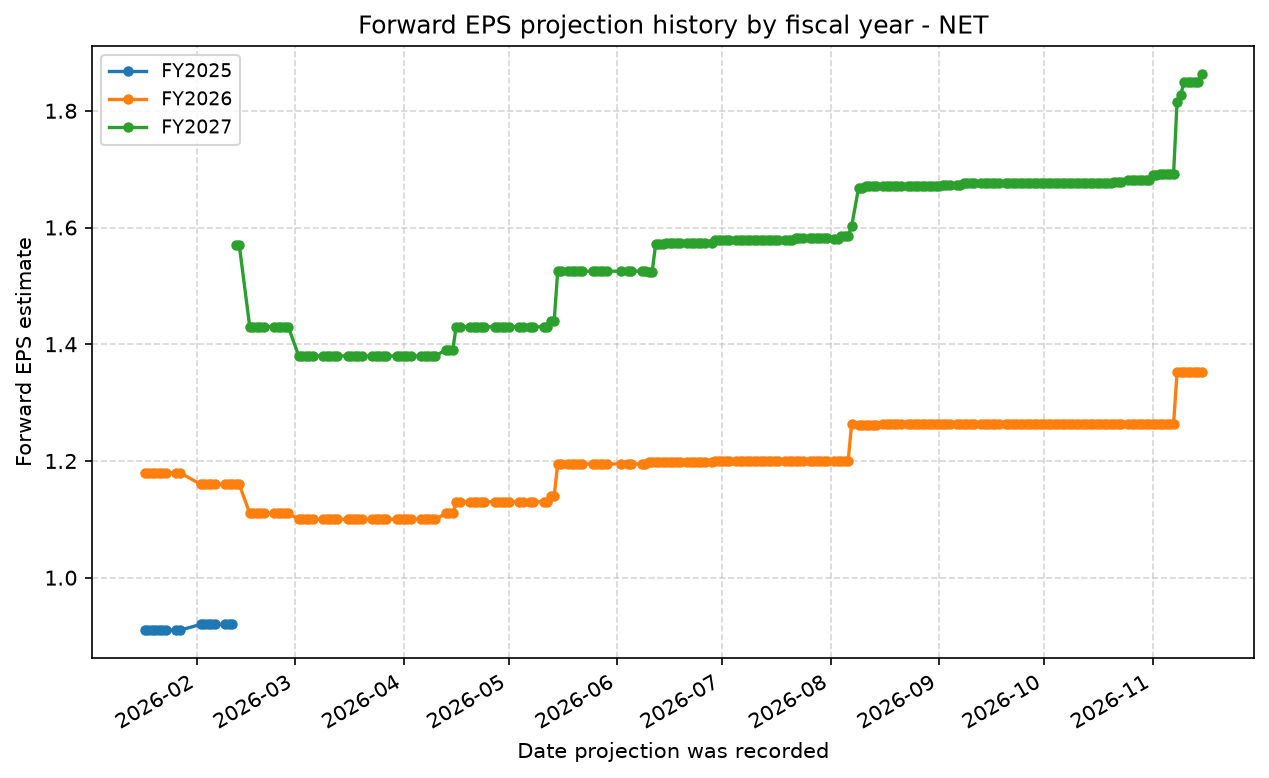 Forward EPS projection history by fiscal year - NET
FY2025
FY2026
FY2027
Forward EPS estimate
1.8
1.6
1.4
1.2
1.0
2026-02
2026-03
2026-04
2026-05
2026-06
2026-07
2026-08
2026-09
2026-10
2026-11
Date projection was recorded